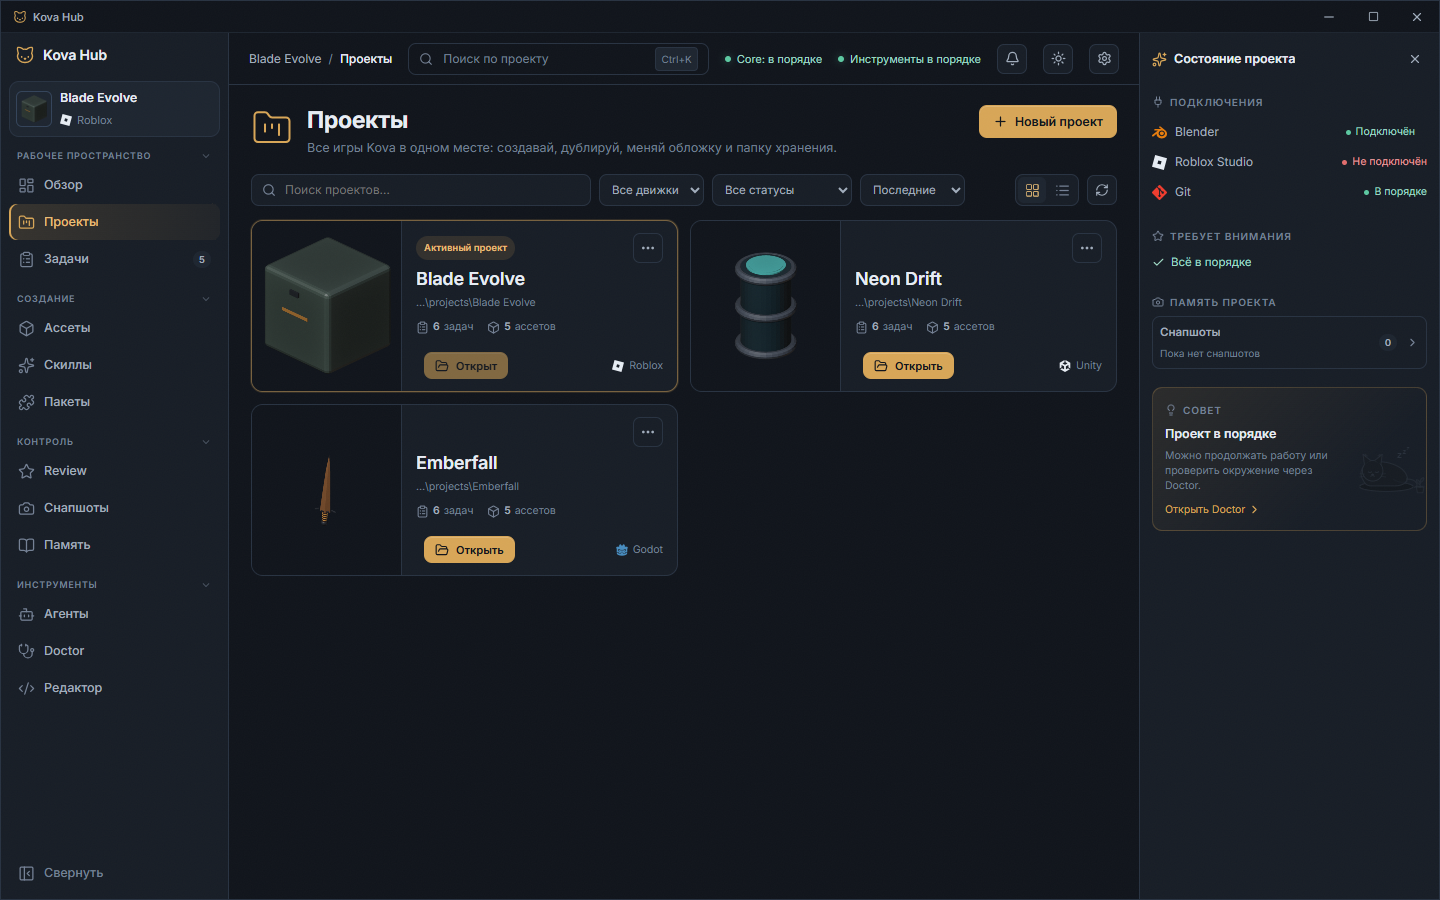 Kova Hub
Kova Hub
Blade Evolve
Roblox
РАБОЧЕЕ ПРОСТРАНСТВО
Обзор
Проекты
Задачи 5
СОЗДАНИЕ
Ассеты
Скиллы
Пакеты
КОНТРОЛЬ
Review
Снапшоты
Память
ИНСТРУМЕНТЫ
Агенты
Doctor
Редактор
Свернуть
Blade Evolve / Проекты
Поиск по проекту Ctrl+K
Core: в порядке
Инструменты в порядке
Проекты
Все игры Kova в одном месте: создавай, дублируй, меняй обложку и папку хранения.
Новый проект
Поиск проектов...
Все движки
Все статусы
Последние
Активный проект
Blade Evolve
...\projects\Blade Evolve
6 задач 5 ассетов
Открыт
Roblox
Neon Drift
...\projects\Neon Drift
6 задач 5 ассетов
Открыть
Unity
Emberfall
...\projects\Emberfall
6 задач 5 ассетов
Открыть
Godot
Состояние проекта
ПОДКЛЮЧЕНИЯ
Blender Подключён
Roblox Studio Не подключён
Git В порядке
ТРЕБУЕТ ВНИМАНИЯ
Всё в порядке
ПАМЯТЬ ПРОЕКТА
Снапшоты
Пока нет снапшотов
0
СОВЕТ
Проект в порядке
Можно продолжать работу или
проверить окружение через
Doctor.
Открыть Doctor